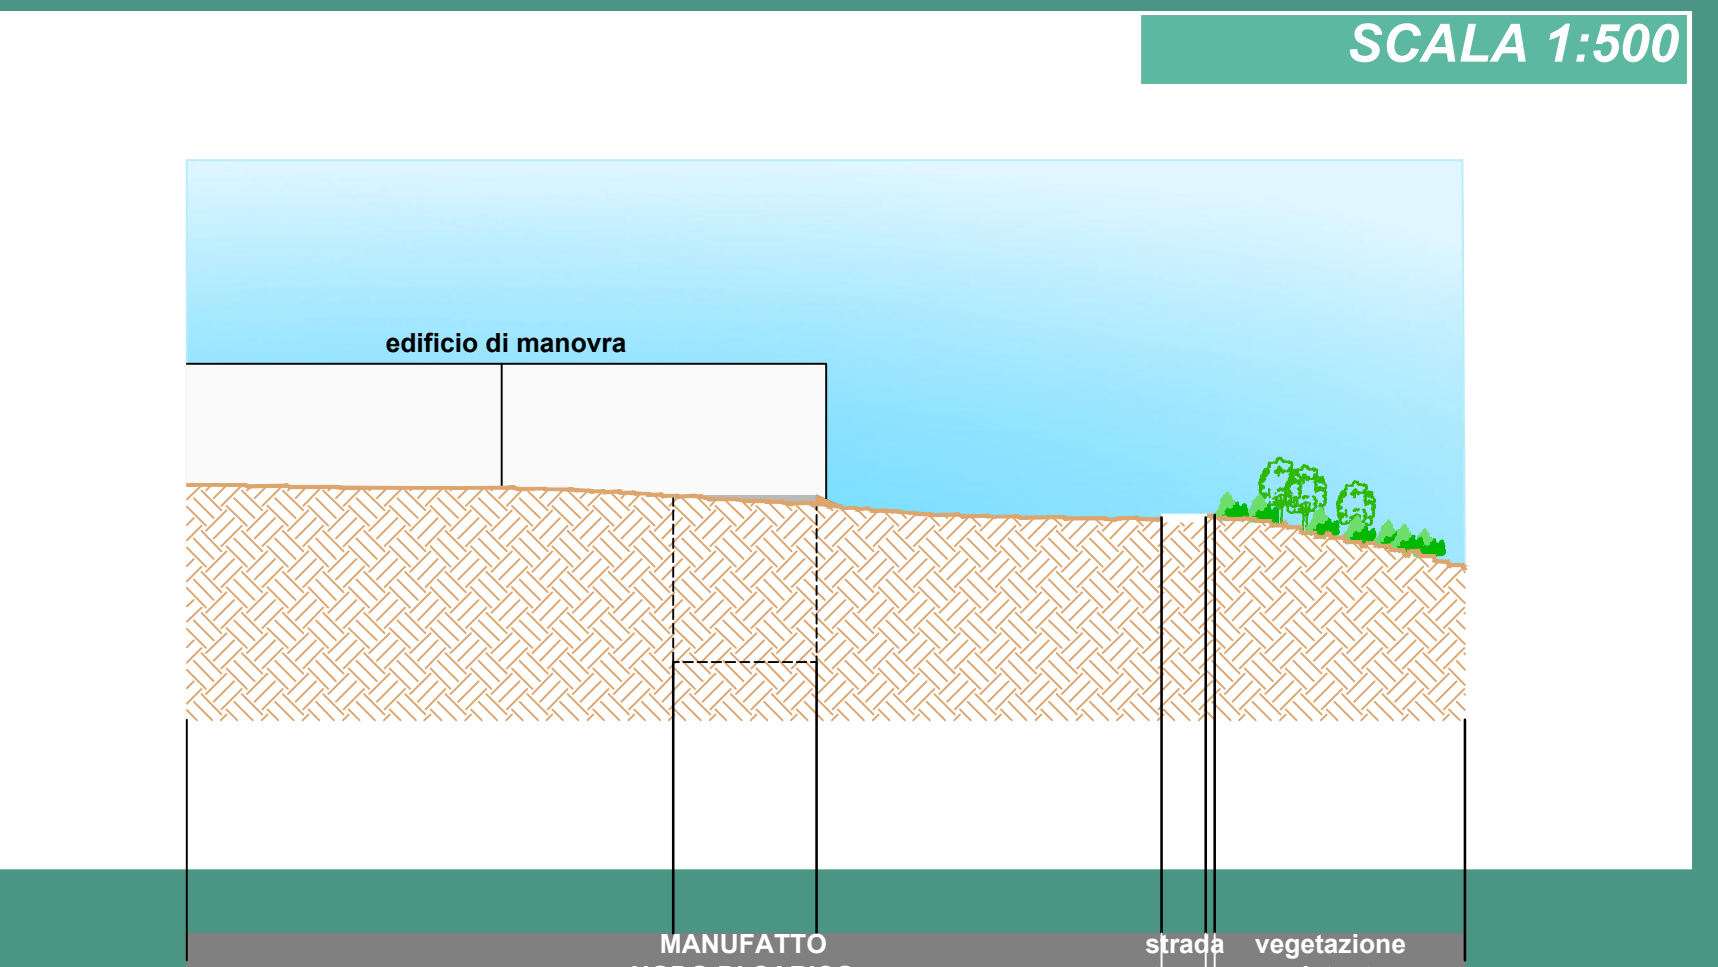 SCALA 1:500
edificio di manovra
MANUFATTO
strada
vegetazione